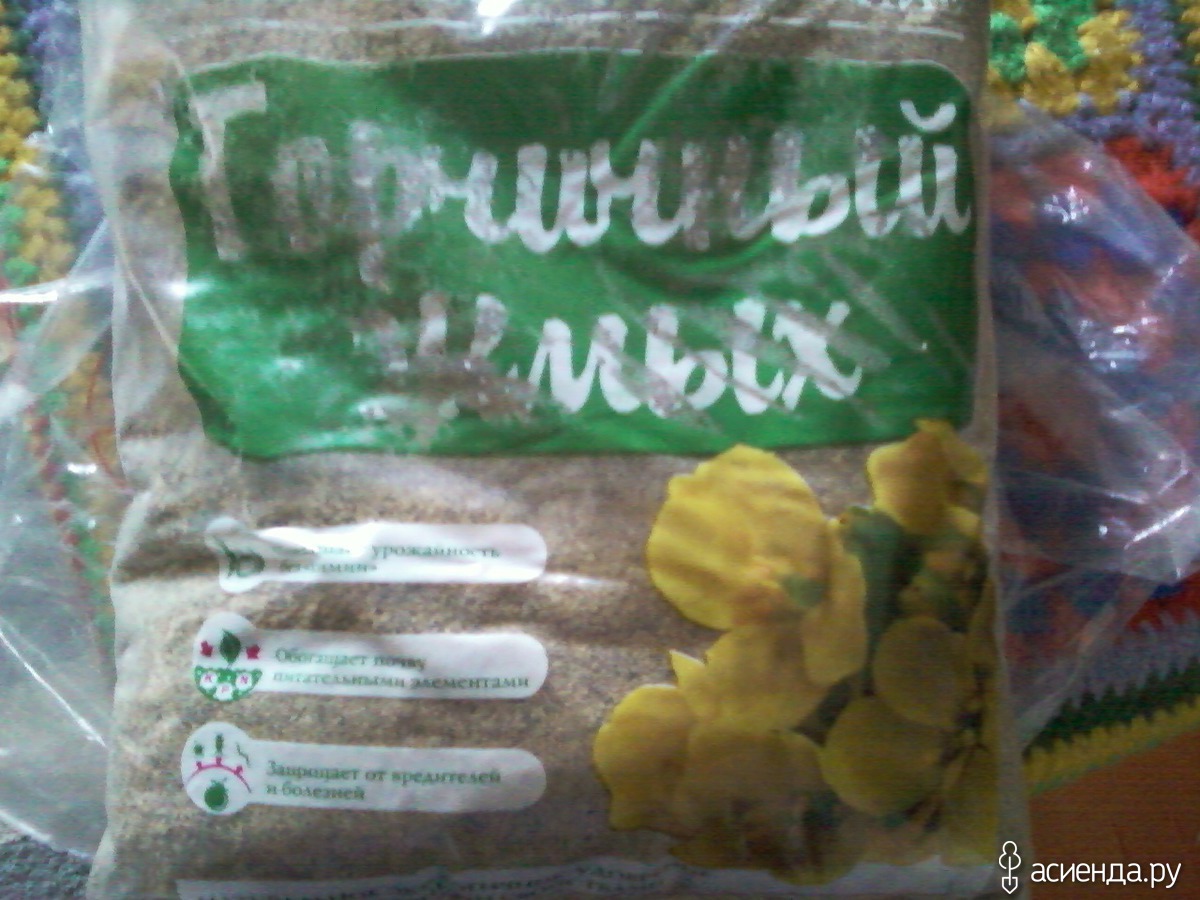 Горчичный
жмых
урожайность
Обогащает почву
питательными элементами
K P N
Защищает от вредителей
и болезней
асиенда.ру